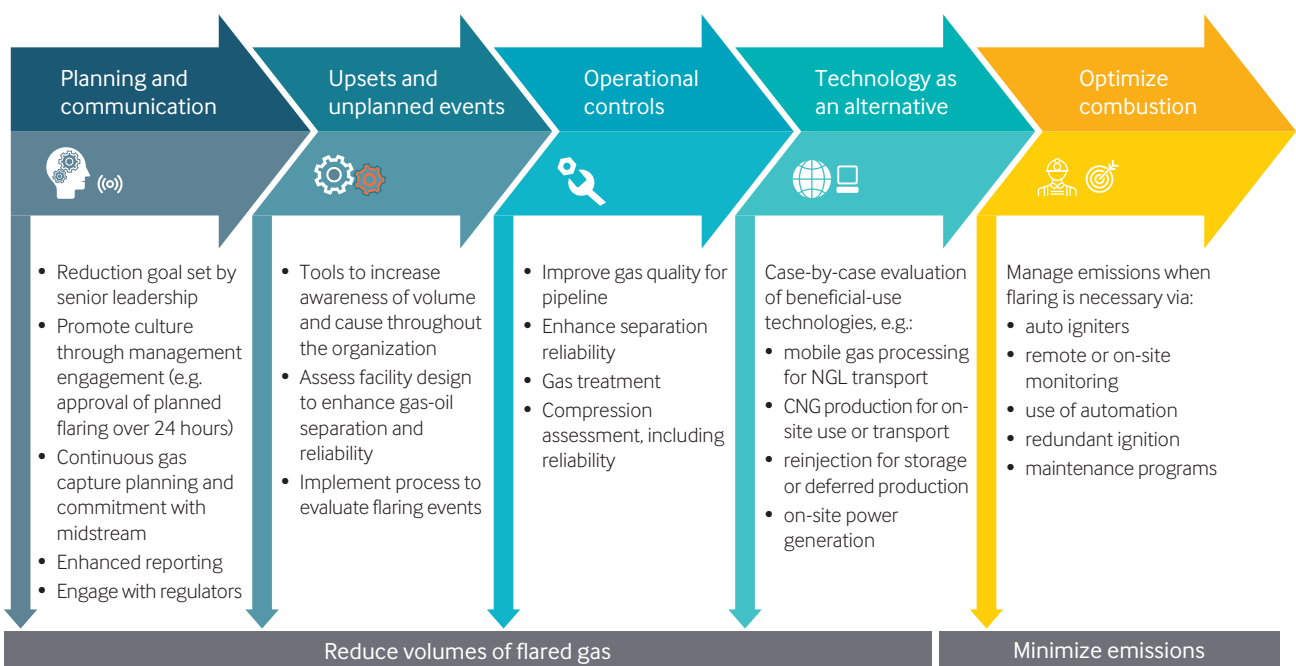 Planning and
communication
Upsets and
unplanned events
Operational
controls
Technology as
an alternative
Optimize
combustion
• Reduction goal set by
senior leadership
• Promote culture
through management
engagement (e.g.
approval of planned
flaring over 24 hours)
• Continuous gas
capture planning and
commitment with
midstream
• Enhanced reporting
• Engage with regulators
• Tools to increase
awareness of volume
and cause throughout
the organization
• Assess facility design
to enhance gas-oil
separation and
reliability
• Implement process to
evaluate flaring events
• Improve gas quality for
pipeline
• Enhance separation
reliability
• Gas treatment
• Compression
assessment, including
reliability
Case-by-case evaluation
of beneficial-use
technologies, e.g.:
• mobile gas processing
for NGL transport
• CNG production for on-
site use or transport
• reinjection for storage
or deferred production
• on-site power
generation
Manage emissions when
flaring is necessary via:
• auto igniters
• remote or on-site
monitoring
• use of automation
• redundant ignition
• maintenance programs
Reduce volumes of flared gas
Minimize emissions